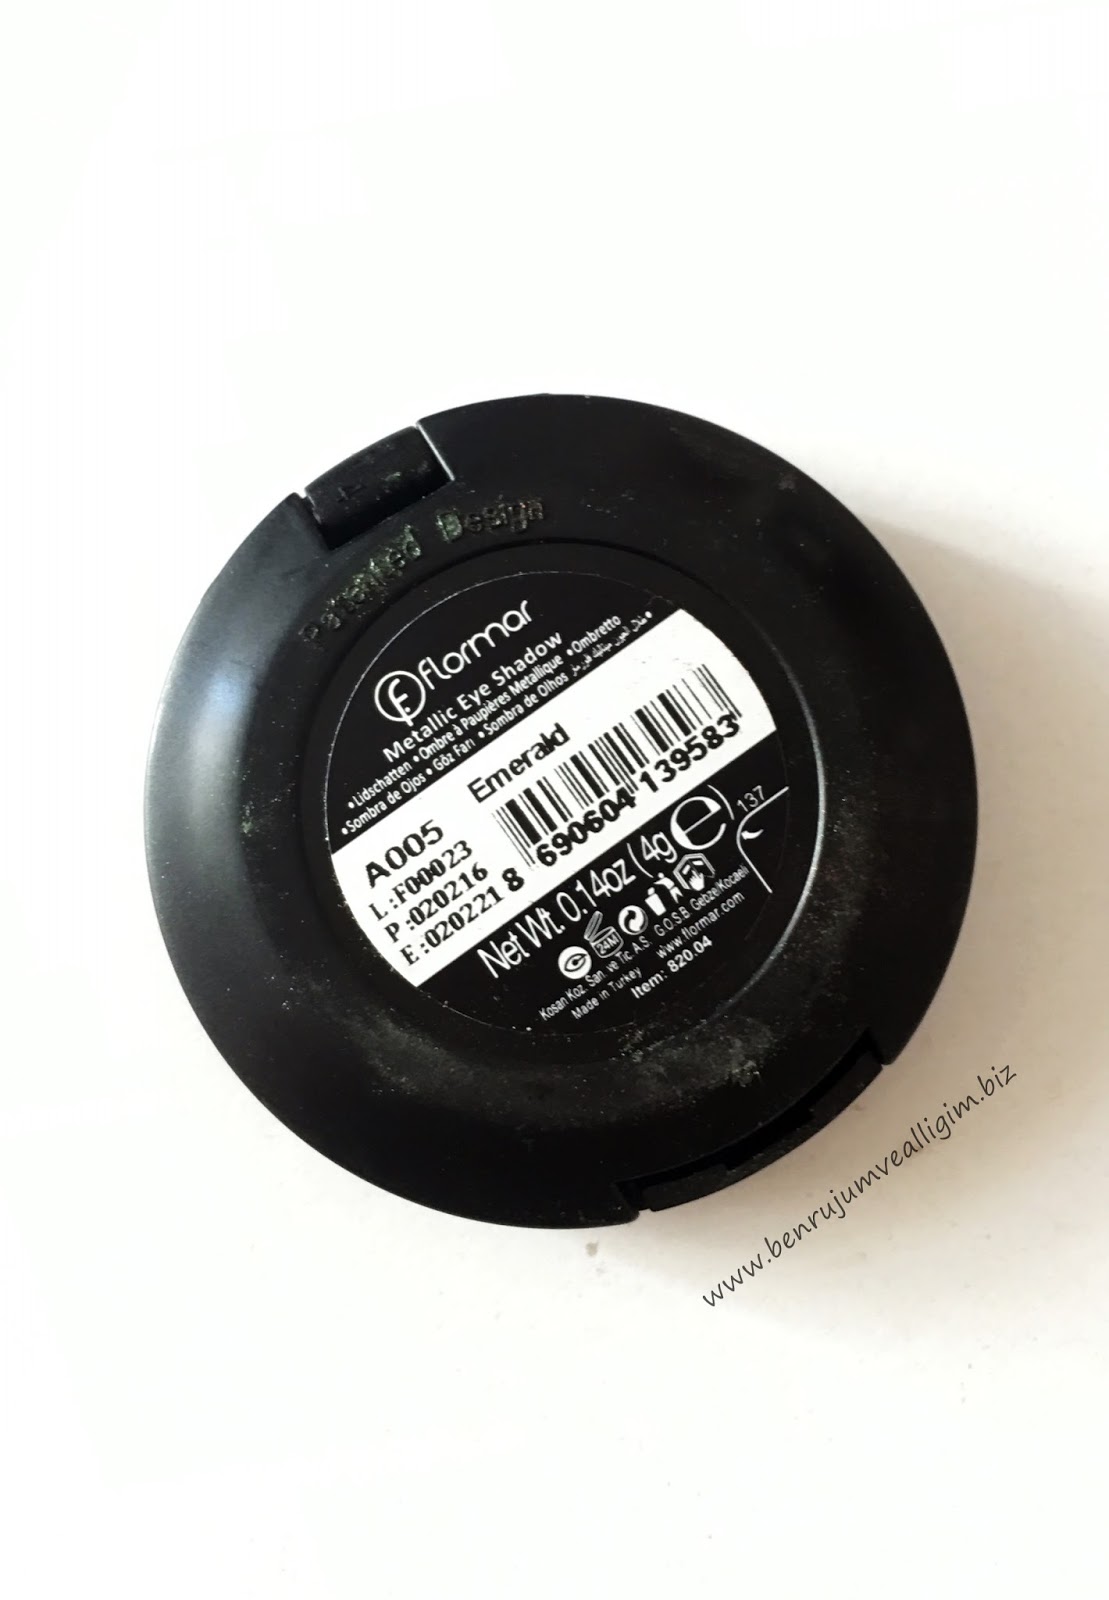 Patented Design
flormar
Metallic Eye Shadow
•Lidschatten •Ombre à Paupières Metallique •Ombretto
•Sombra de Ojos •Göz Farı •Sombra de Olhos
Emerald
A005
L:F00023
P:020216
E:020221
8 690604 139583
Net Wt. 0.14oz (4g e)
137
24M
Kosan Koz. San. ve Tic. A.S. G.O.S.B. Gebze/Kocaeli
Made in Turkey www.flormar.com
Item: 820.04
www.benrujumvealligim.biz